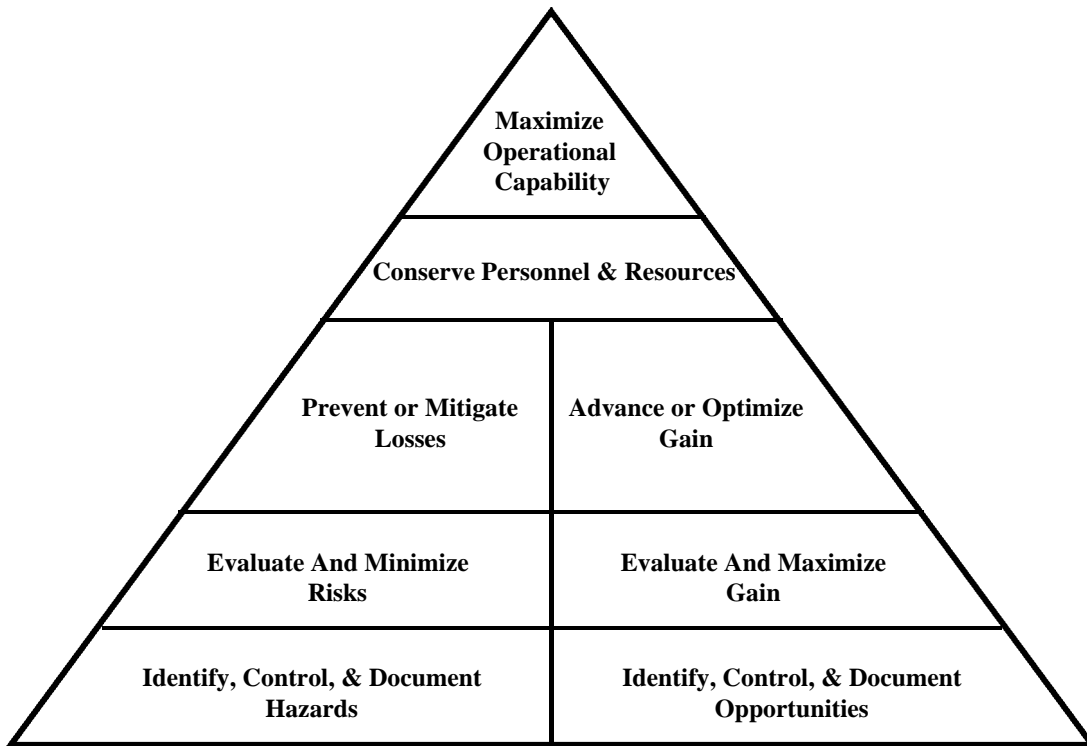 Maximize
Operational
Capability
Conserve Personnel & Resources
Prevent or Mitigate
Losses
Advance or Optimize
Gain
Evaluate And Minimize
Risks
Evaluate And Maximize
Gain
Identify, Control, & Document
Hazards
Identify, Control, & Document
Opportunities